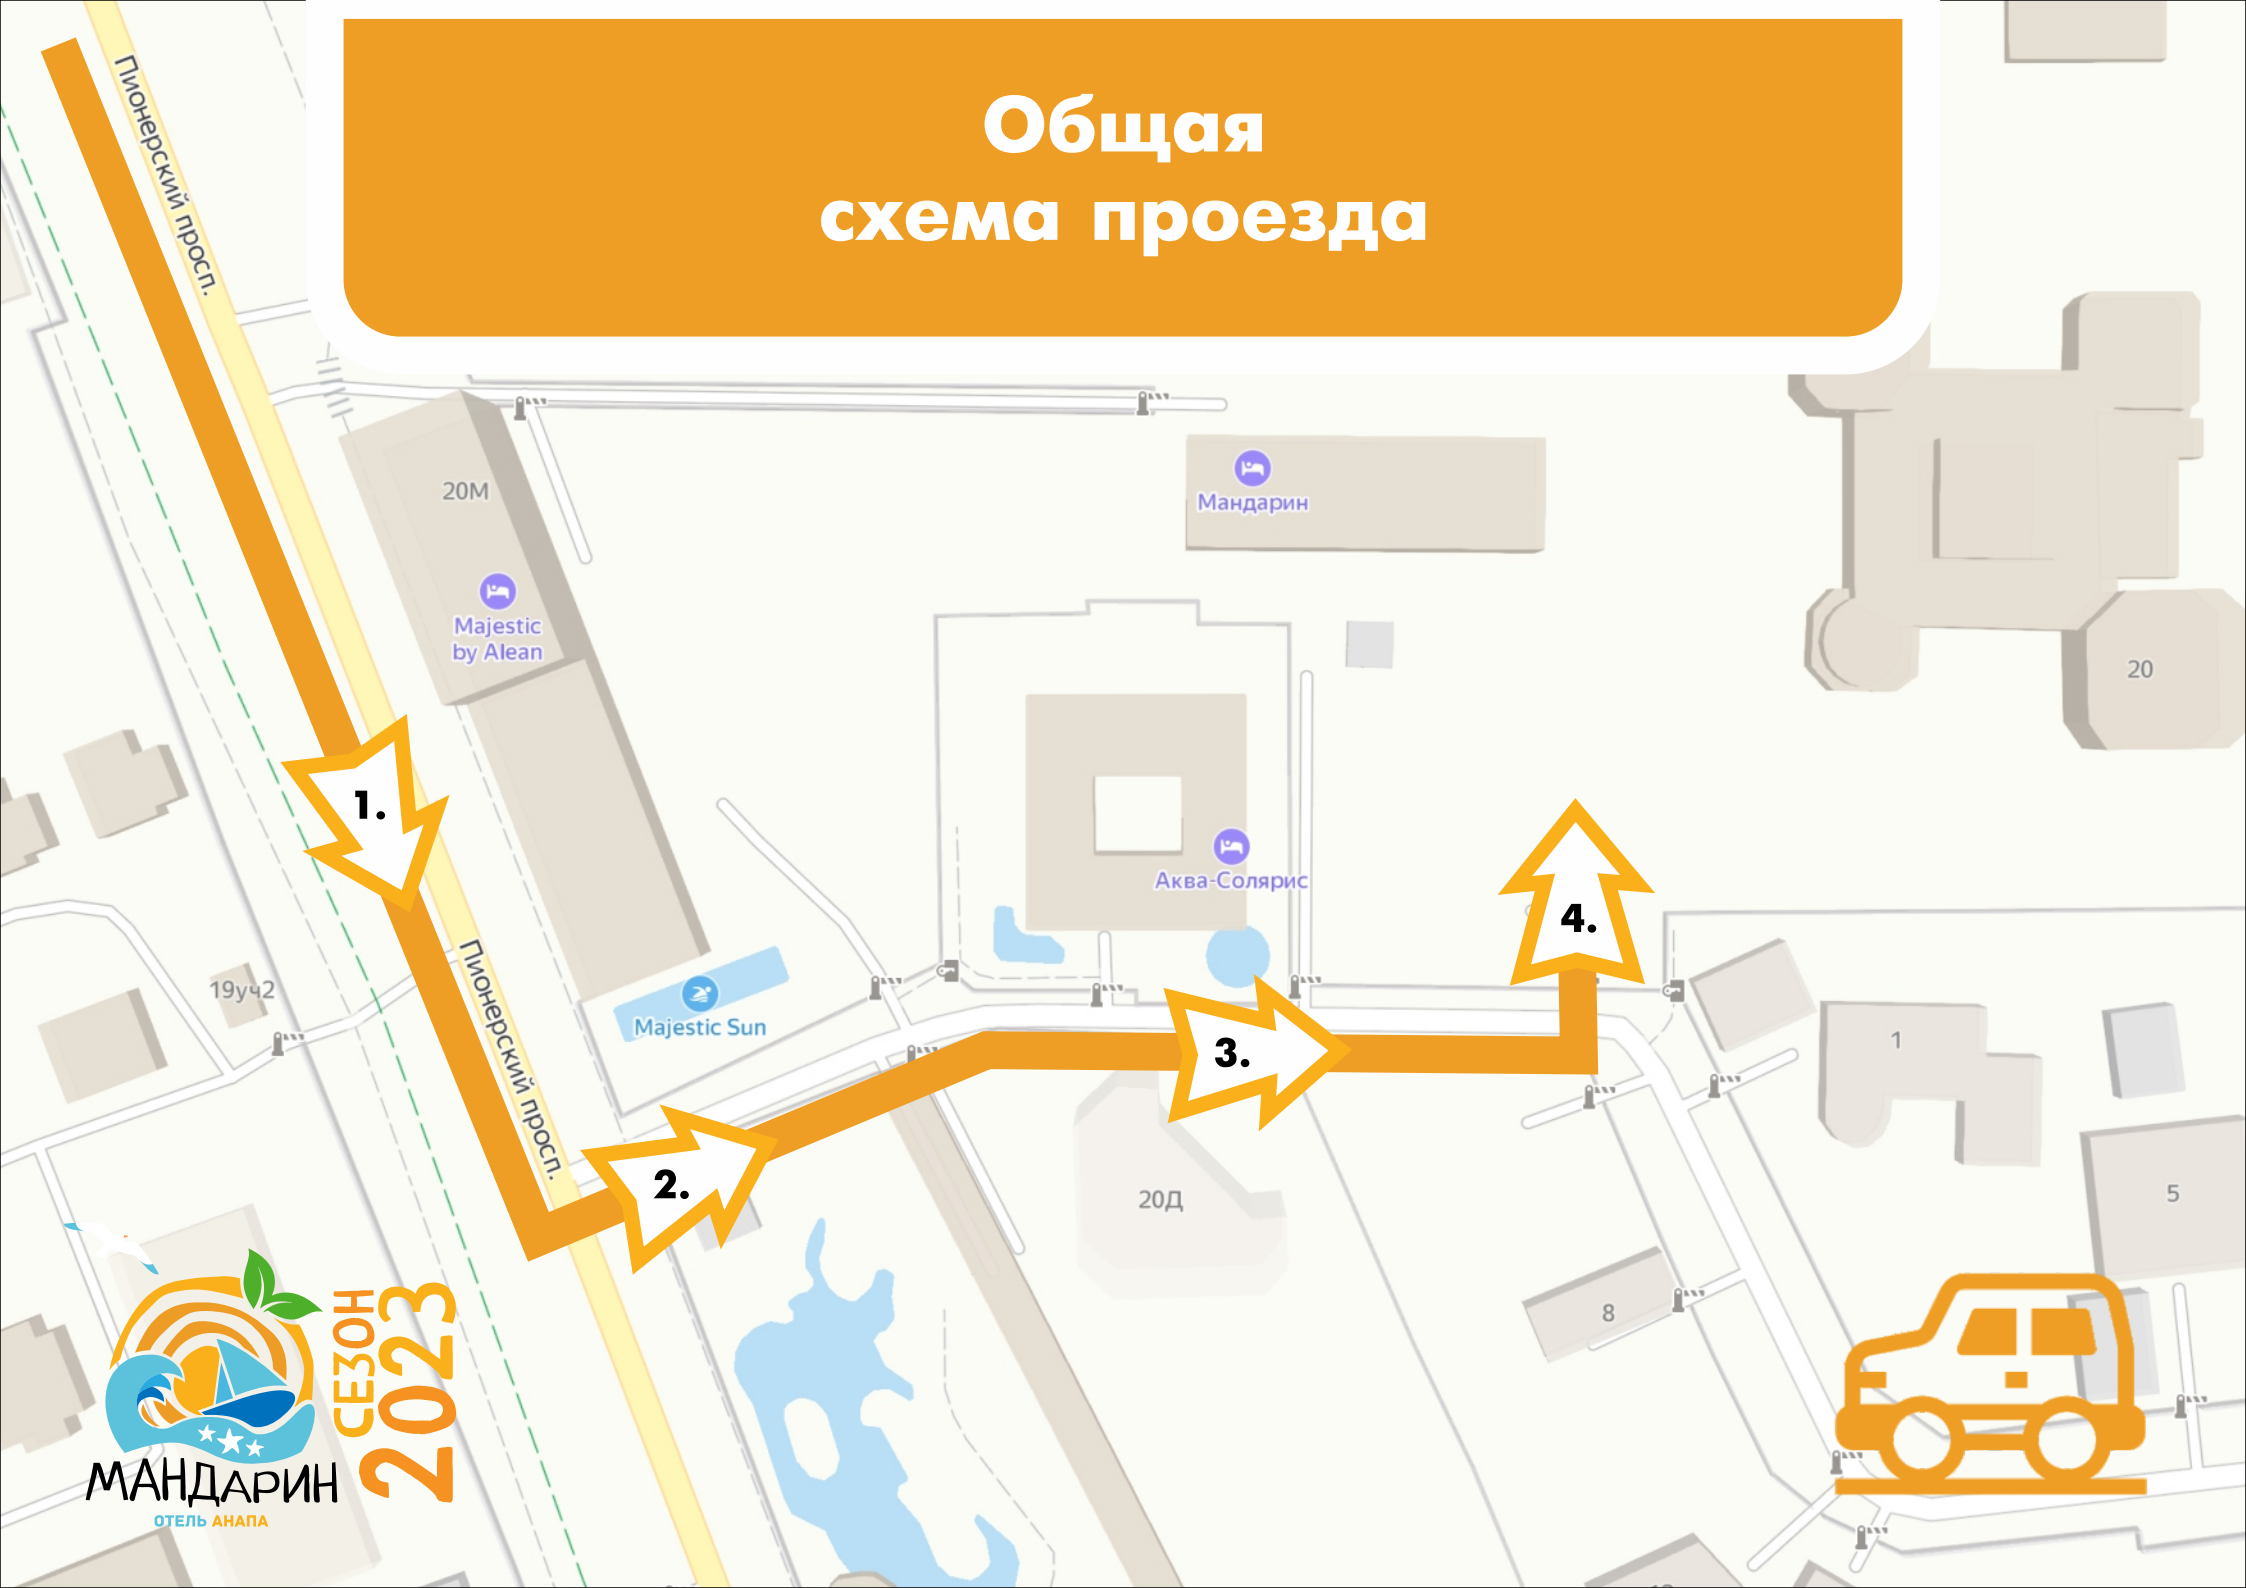 Общая
схема проезда
Пионерский просп.
20М
Мандарин
Majestic
by Alean
20
1.
Аква-Солярис
4.
Пионерский просп.
19уч2
Majestic Sun
3.
1
2.
20Д
5
8
СЕЗОН
2023
МАНДАРИН
ОТЕЛЬ АНАПА